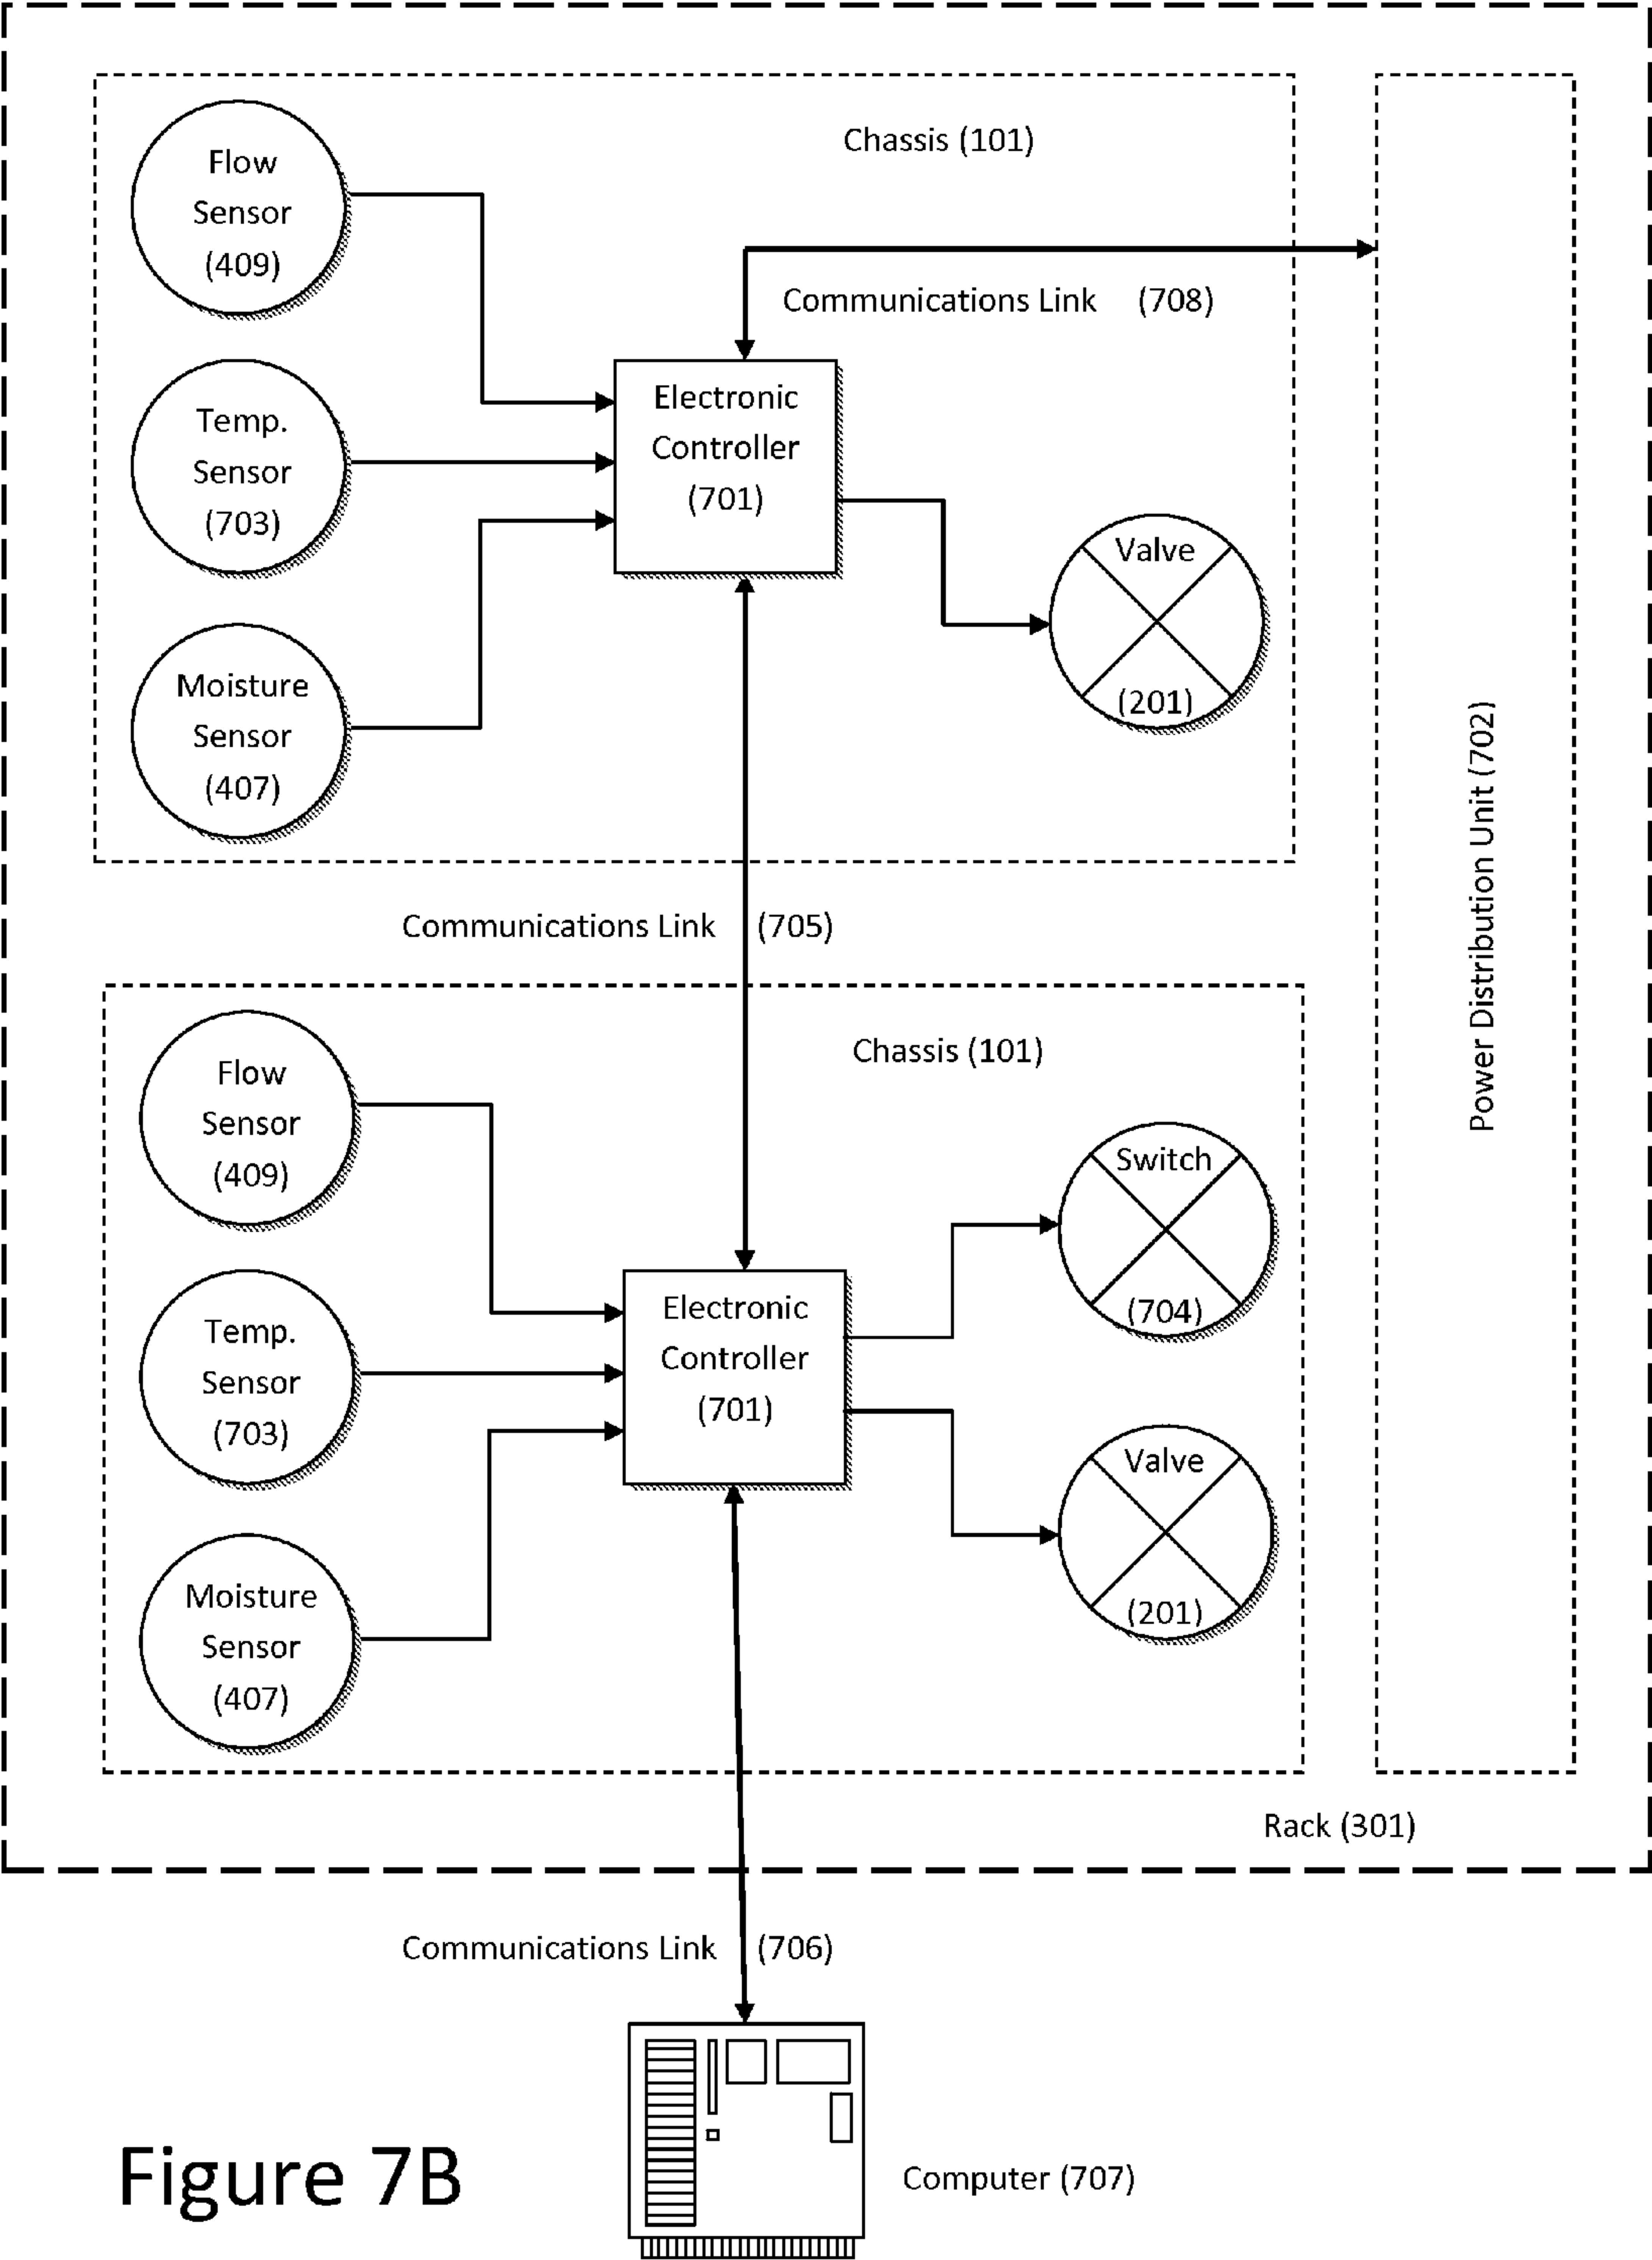 Chassis (101)
Flow
Sensor
(409)
Communications Link (708)
Temp.
Sensor
(703)
Electronic
Controller
(701)
Moisture
Sensor
(407)
Valve
(201)
Power Distribution Unit (702)
Communications Link (705)
Chassis (101)
Flow
Sensor
(409)
Temp.
Sensor
(703)
Electronic
Controller
(701)
Switch
(704)
Moisture
Sensor
(407)
Valve
(201)
Rack (301)
Communications Link (706)
Computer (707)
Figure 7B